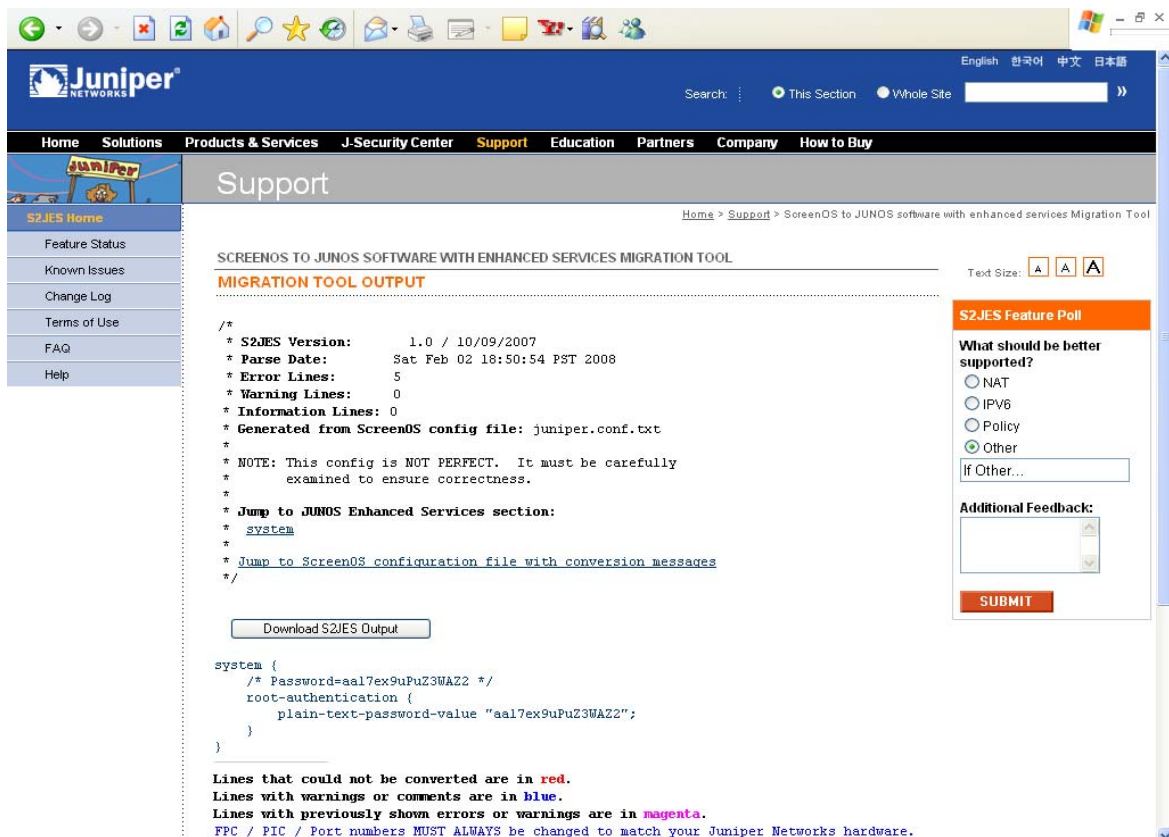 English 한국어 中文 日本語
Juniper
NETWORKS
Search: This Section Whole Site »
Home Solutions Products & Services J-Security Center Support Education Partners Company How to Buy
Juniper
Support
Home > Support > ScreenOS to JUNOS software with enhanced services Migration Tool
S2JES Home
Feature Status
Known Issues
Change Log
Terms of Use
FAQ
Help
SCREENOS TO JUNOS SOFTWARE WITH ENHANCED SERVICES MIGRATION TOOL
MIGRATION TOOL OUTPUT
Text Size: A A A
/*
* S2JES Version: 1.0 / 10/09/2007
* Parse Date: Sat Feb 02 18:50:54 PST 2008
* Error Lines: 5
* Warning Lines: 0
* Information Lines: 0
* Generated from ScreenOS config file: juniper.conf.txt
*
* NOTE: This config is NOT PERFECT. It must be carefully
* examined to ensure correctness.
*
* Jump to JUNOS Enhanced Services section:
* system
*
* Jump to ScreenOS configuration file with conversion messages
*/
S2JES Feature Poll
What should be better
supported?
NAT
IPV6
Policy
Other
If Other...
Additional Feedback:
SUBMIT
Download S2JES Output
system {
/* Password=aal7ex9uPuZ3WAZ2 */
root-authentication {
plain-text-password-value "aal7ex9uPuZ3WAZ2";
}
}
Lines that could not be converted are in red.
Lines with warnings or comments are in blue.
Lines with previously shown errors or warnings are in magenta.
FPC / PIC / Port numbers MUST ALWAYS be changed to match your Juniper Networks hardware.